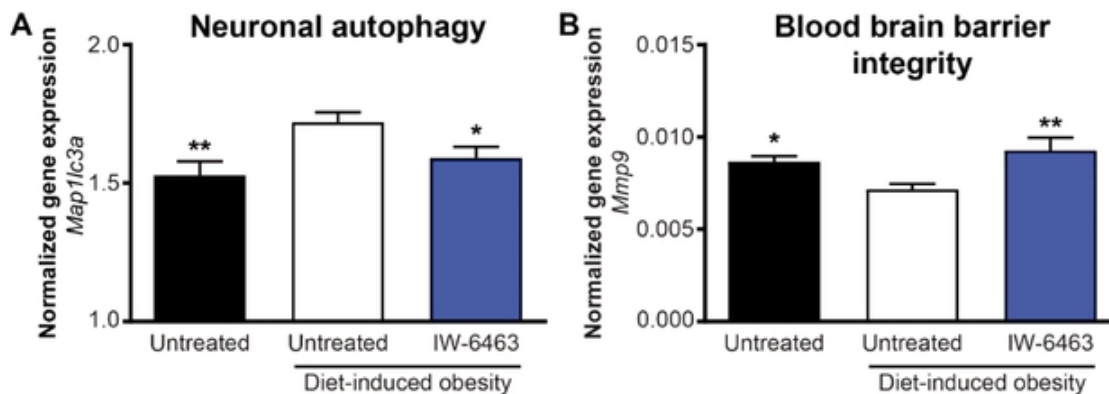 A
Neuronal autophagy
Normalized gene expression
Map1lc3a
2.0
1.5
1.0
**
*
Untreated
Untreated
IW-6463
Diet-induced obesity
B
Blood brain barrier
integrity
Normalized gene expression
Mmp9
0.015
0.010
0.005
0.000
*
**
Untreated
Untreated
IW-6463
Diet-induced obesity